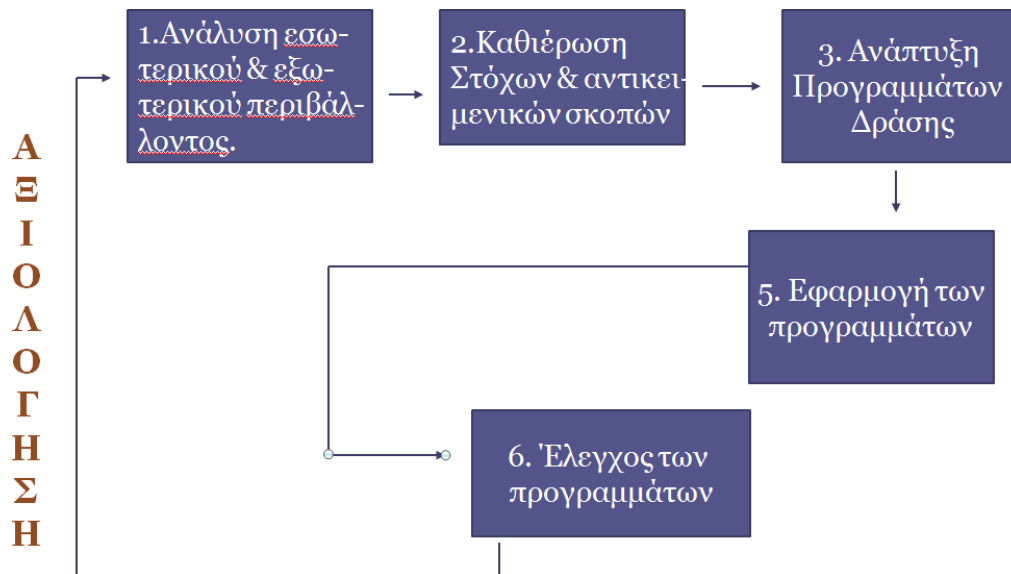 1.Ανάλυση εσω-
τερικού & εξω-
τερικού περιβάλ-
λοντος.
2.Καθιέρωση
Στόχων & αντικει-
μενικών σκοπών
3. Ανάπτυξη
Προγραμμάτων
Δράσης
5. Εφαρμογή των
προγραμμάτων
6. Έλεγχος των
προγραμμάτων
Α
Ξ
Ι
Ο
Λ
Ο
Γ
Η
Σ
Η